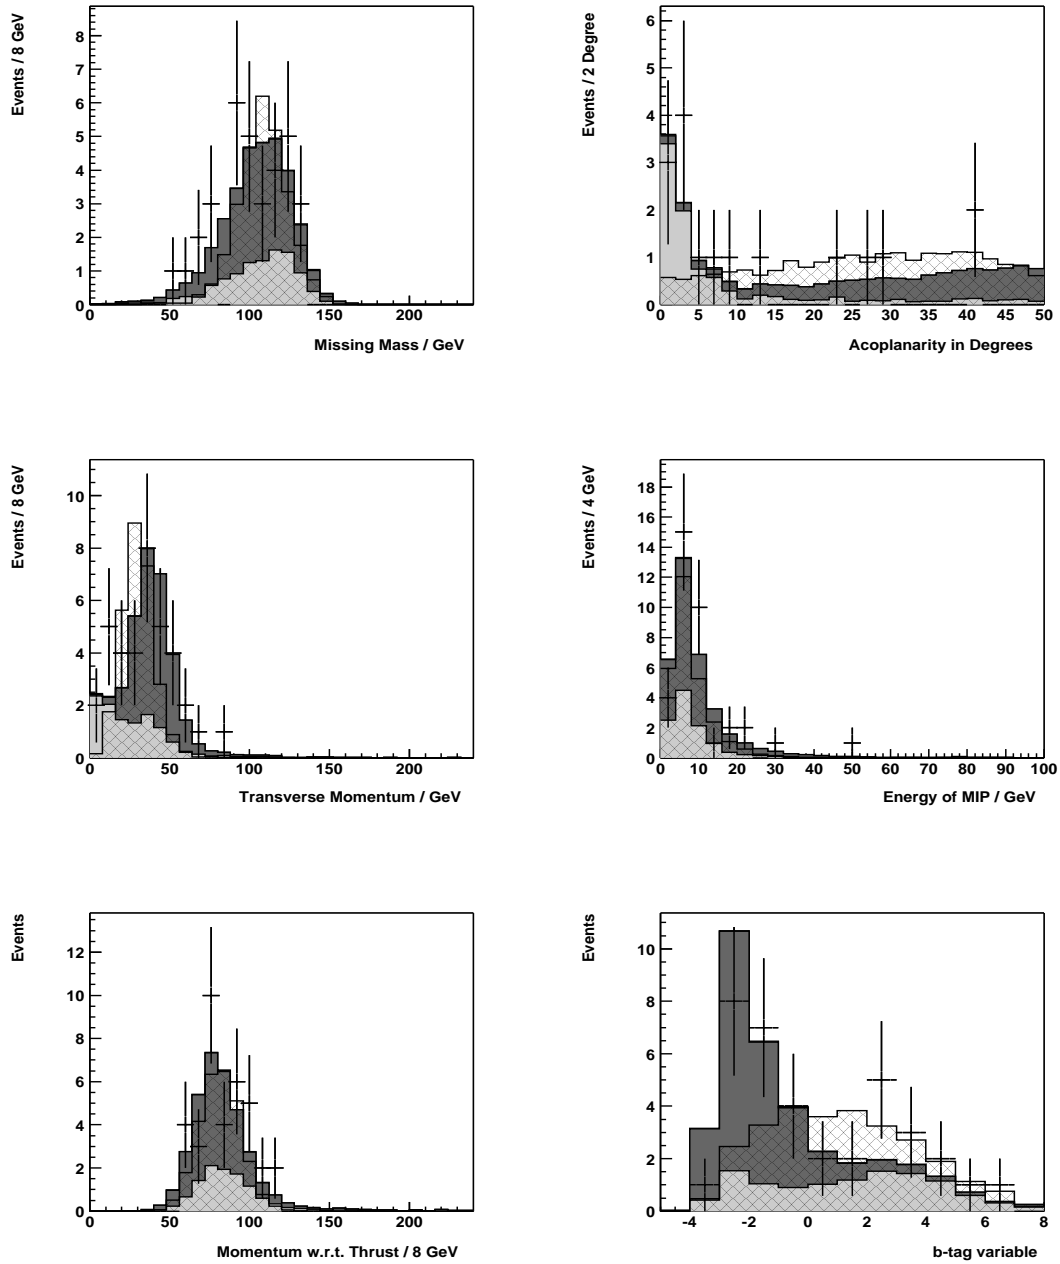 Events / 8 GeV
8
7
6
5
4
3
2
1
0
0 50 100 150 200
Missing Mass / GeV
Events / 2 Degree
6
5
4
3
2
1
0
0 5 10 15 20 25 30 35 40 45 50
Acoplanarity in Degrees
Events / 8 GeV
10
8
6
4
2
0
0 50 100 150 200
Transverse Momentum / GeV
Events / 4 GeV
18
16
14
12
10
8
6
4
2
0
0 10 20 30 40 50 60 70 80 90 100
Energy of MIP / GeV
Events
12
10
8
6
4
2
0
0 50 100 150 200
Momentum w.r.t. Thrust / 8 GeV
Events
10
8
6
4
2
0
-4 -2 0 2 4 6 8
b-tag variable